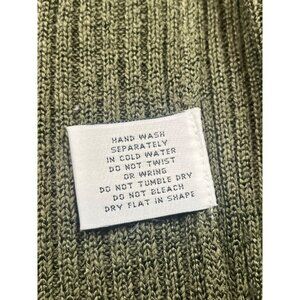 HAND WASH
SEPARATELY
IN COLD WATER
DO NOT TWIST
OR WRING
DO NOT TUMBLE DRY
DO NOT BLEACH
DRY FLAT IN SHAPE